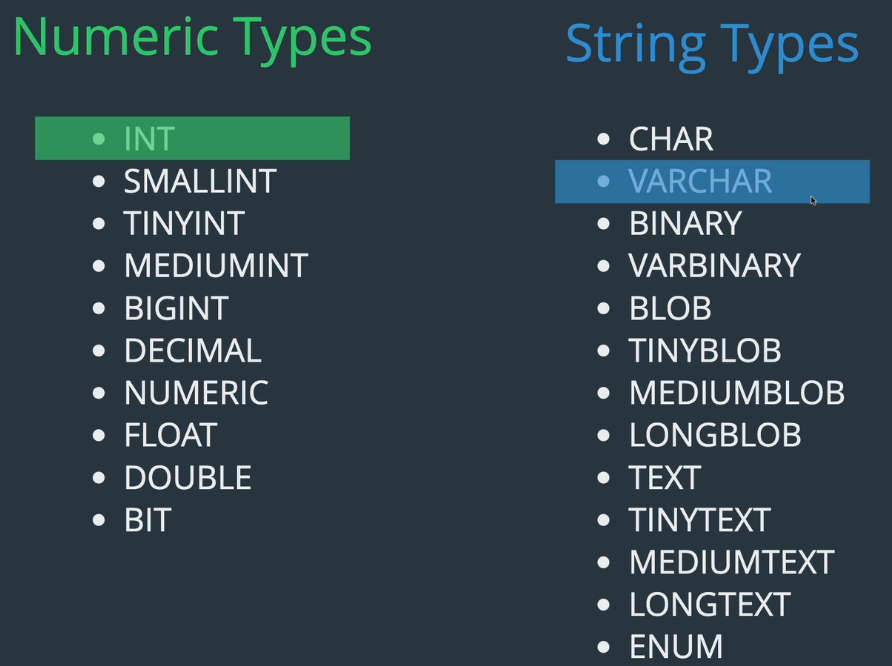 Numeric Types
INT
SMALLINT
TINYINT
MEDIUMINT
BIGINT
DECIMAL
NUMERIC
FLOAT
DOUBLE
BIT
String Types
CHAR
VARCHAR
BINARY
VARBINARY
BLOB
TINYBLOB
MEDIUMBLOB
LONGBLOB
TEXT
TINYTEXT
MEDIUMTEXT
LONGTEXT
ENUM